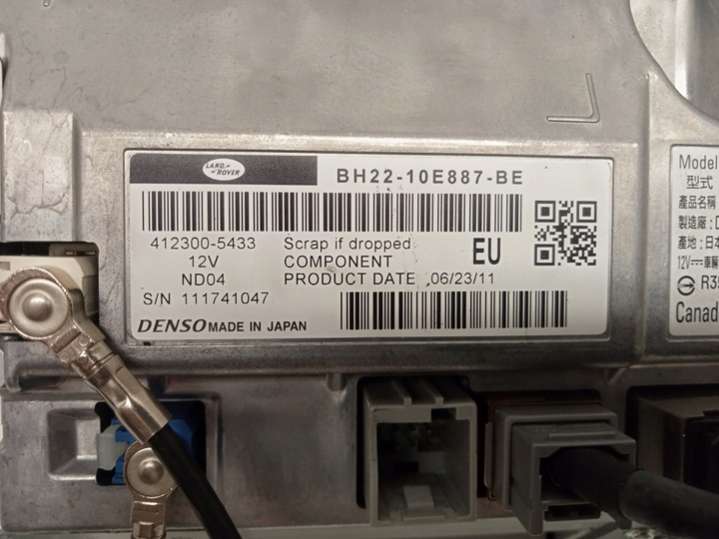 LAND-
ROVER
BH22-10E887-BE
412300-5433 Scrap if dropped
12V COMPONENT EU
ND04 PRODUCT DATE 06/23/11
S/N 111741047
DENSO MADE IN JAPAN
Model
型式
產品名稱
製造廠:
產地:日本
12V
Canada